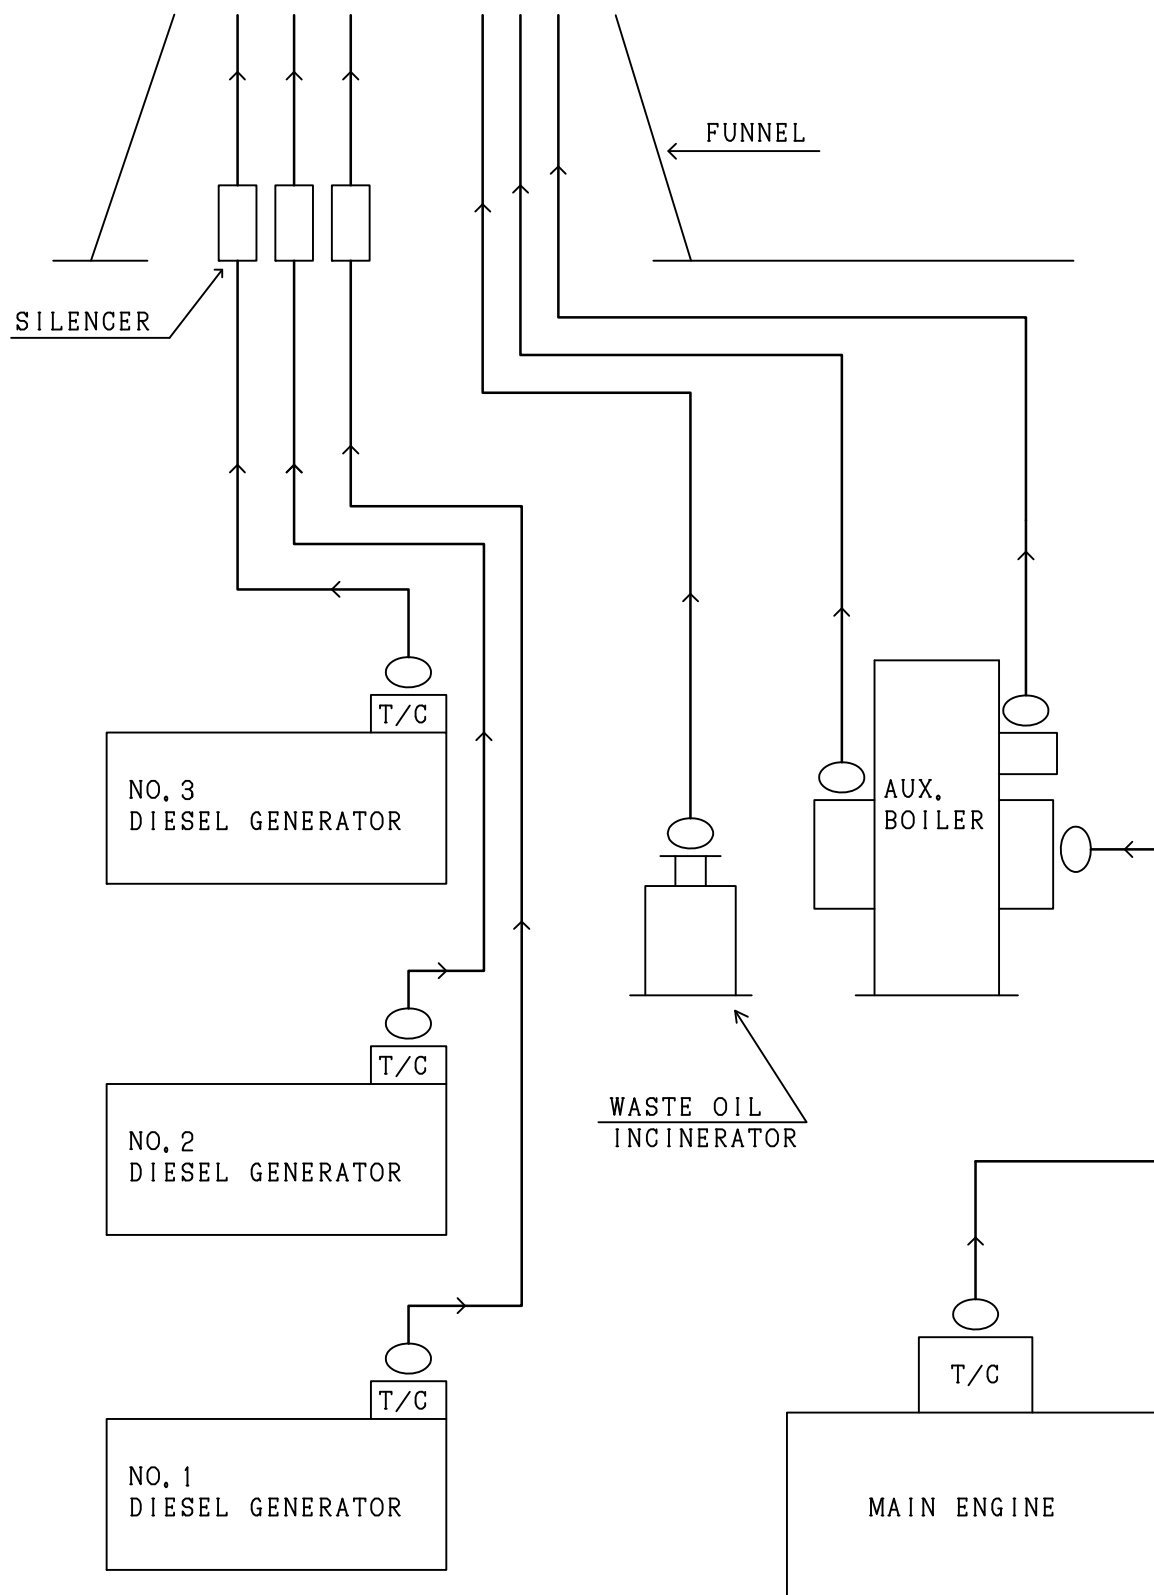 FUNNEL
SILENCER
T/C
NO. 3
DIESEL GENERATOR
AUX.
BOILER
T/C
NO. 2
DIESEL GENERATOR
WASTE OIL
INCINERATOR
T/C
NO. 1
DIESEL GENERATOR
T/C
MAIN ENGINE